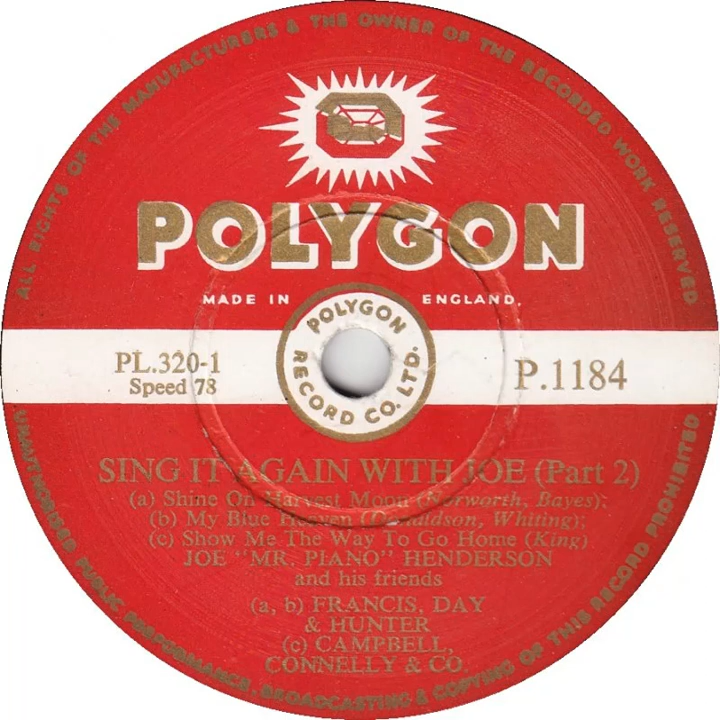 ALL RIGHTS OF THE MANUFACTURERS & THE OWNER OF THE RECORDED WORK RESERVED
POLYGON
MADE IN ENGLAND.
POLYGON
RECORD CO. LTD.
PL.320-1
Speed 78
P.1184
SING IT AGAIN WITH JOE (Part 2)
(a) Shine On Harvest Moon (Norworth, Bayes);
(b) My Blue Heaven (Donaldson, Whiting);
(c) Show Me The Way To Go Home (King)
JOE "MR. PIANO" HENDERSON
and his friends
(a, b) FRANCIS, DAY
& HUNTER
(c) CAMPBELL,
CONNELLY & CO.
UNAUTHORISED PUBLIC PERFORMANCE, BROADCASTING & COPYING OF THIS RECORD PROHIBITED